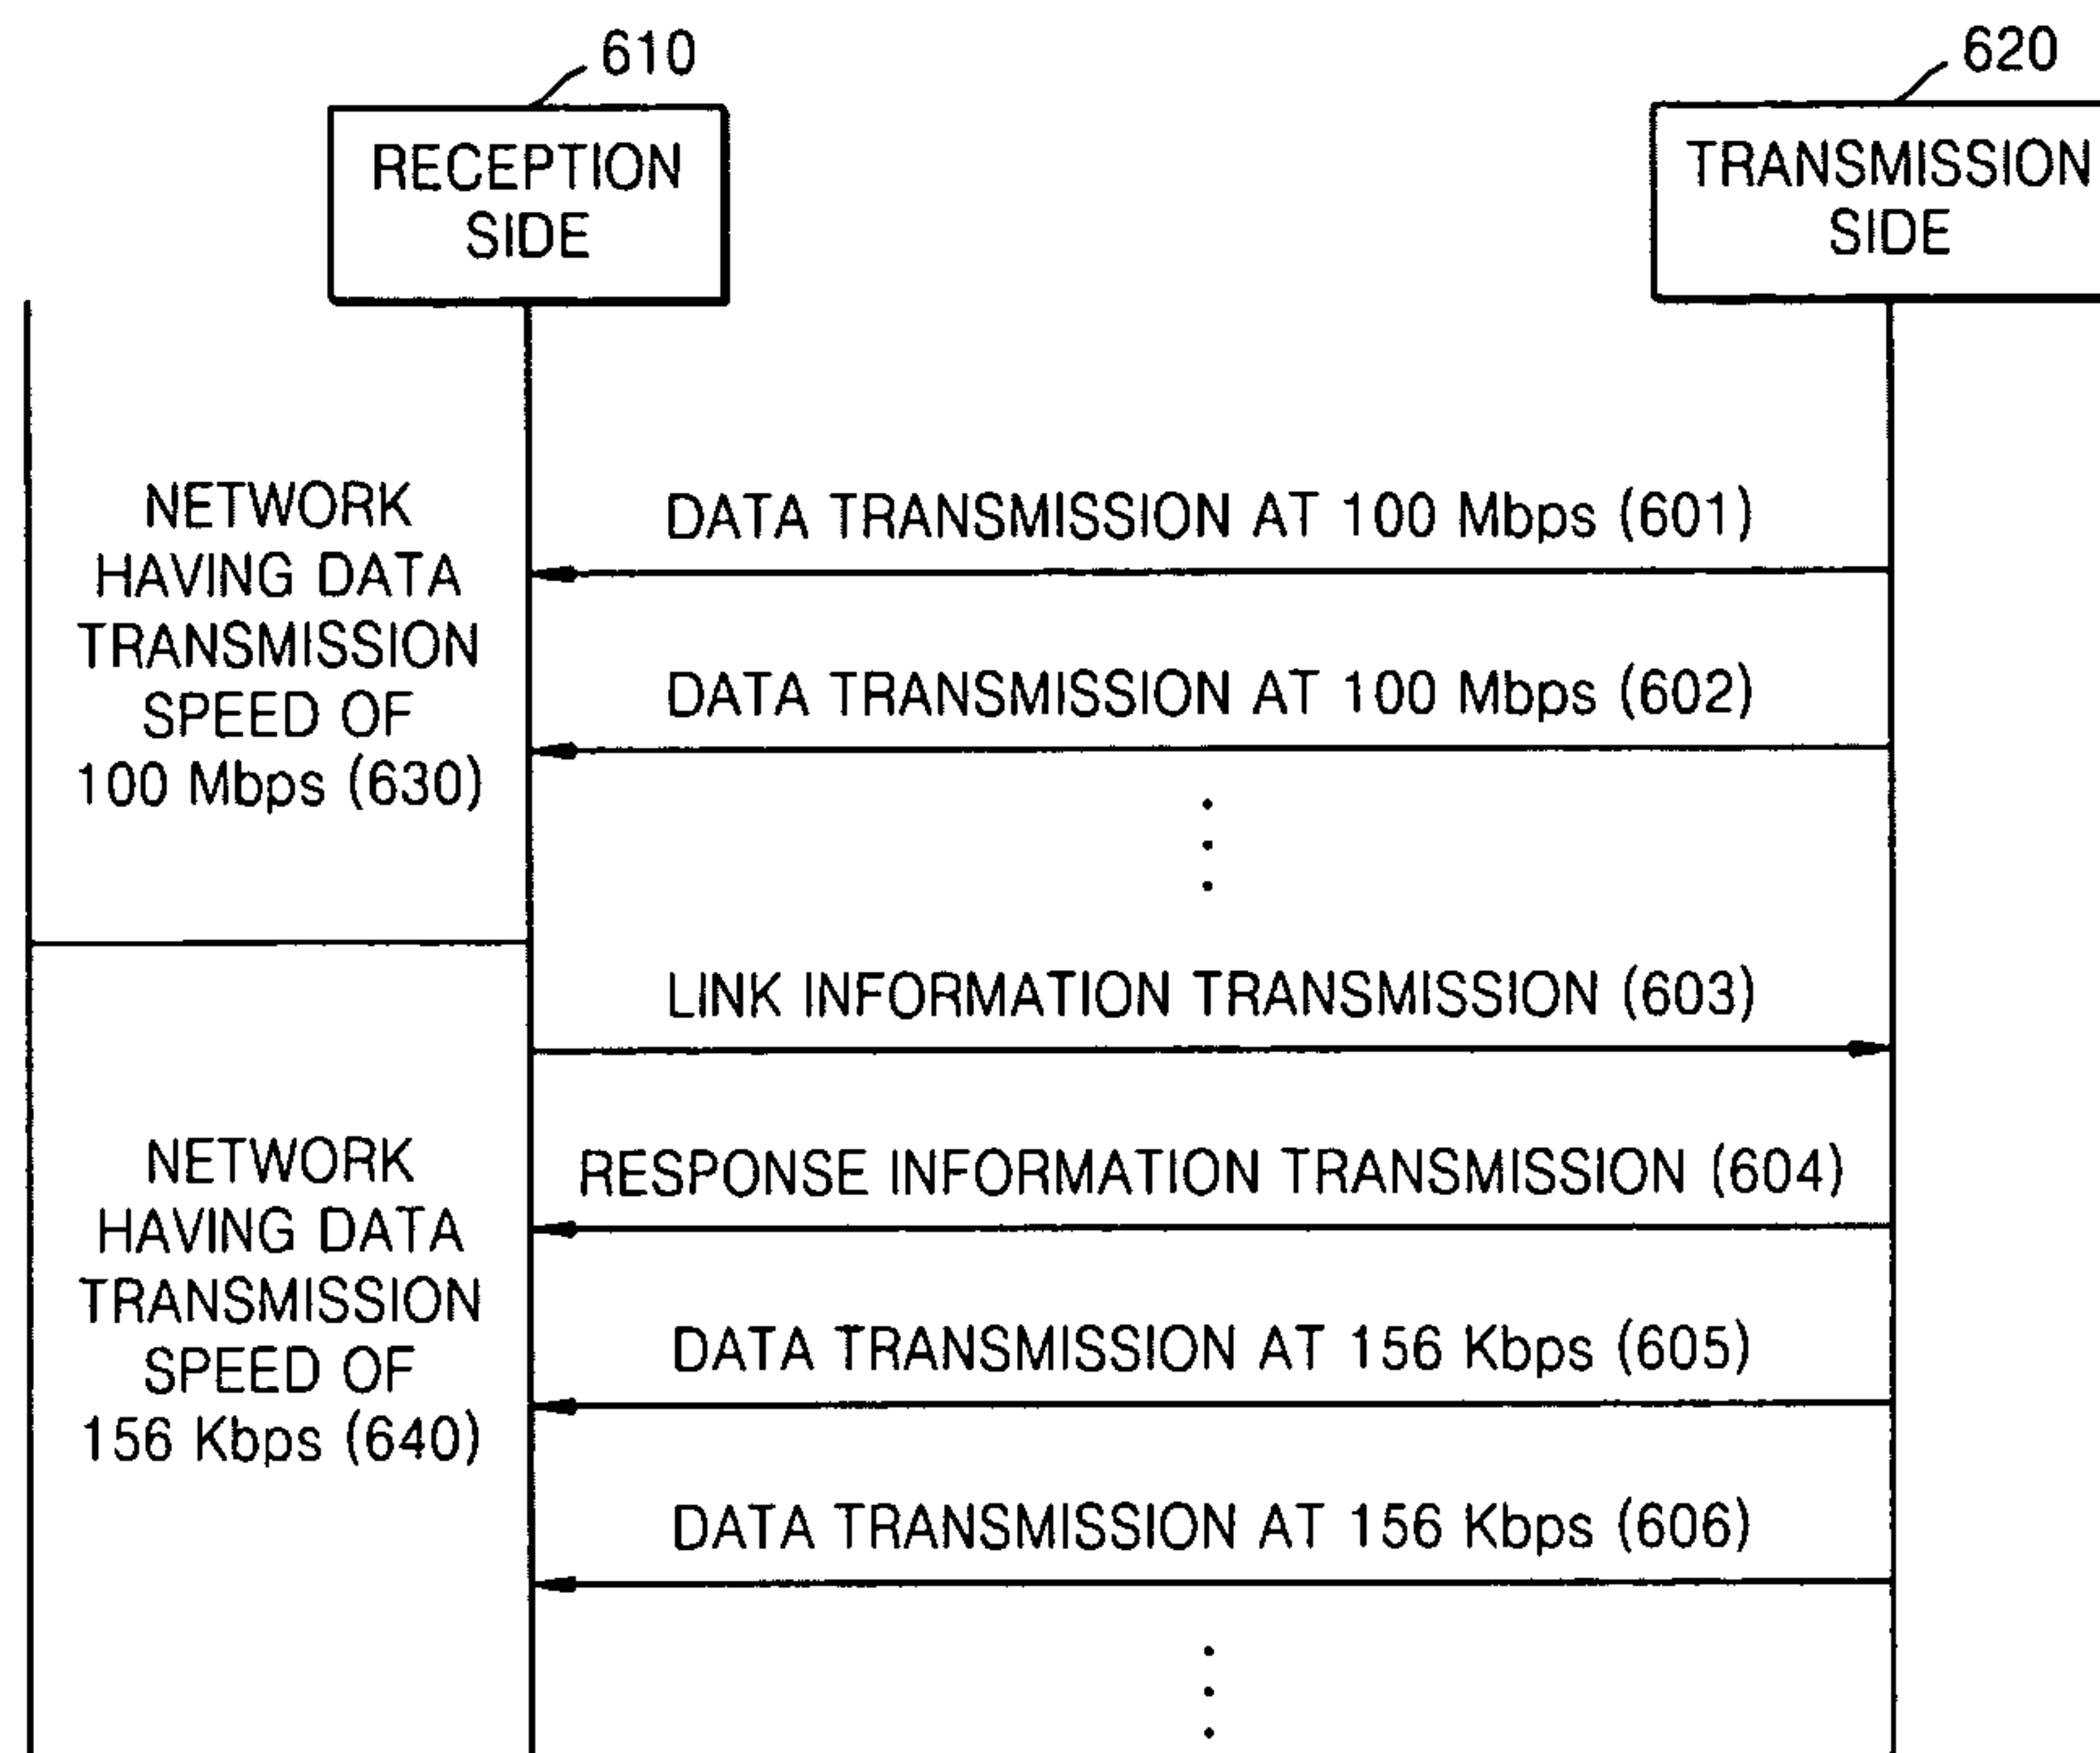 610
620
RECEPTION
SIDE
TRANSMISSION
SIDE
NETWORK
HAVING DATA
TRANSMISSION
SPEED OF
100 Mbps (630)
DATA TRANSMISSION AT 100 Mbps (601)
DATA TRANSMISSION AT 100 Mbps (602)
LINK INFORMATION TRANSMISSION (603)
NETWORK
HAVING DATA
TRANSMISSION
SPEED OF
156 Kbps (640)
RESPONSE INFORMATION TRANSMISSION (604)
DATA TRANSMISSION AT 156 Kbps (605)
DATA TRANSMISSION AT 156 Kbps (606)